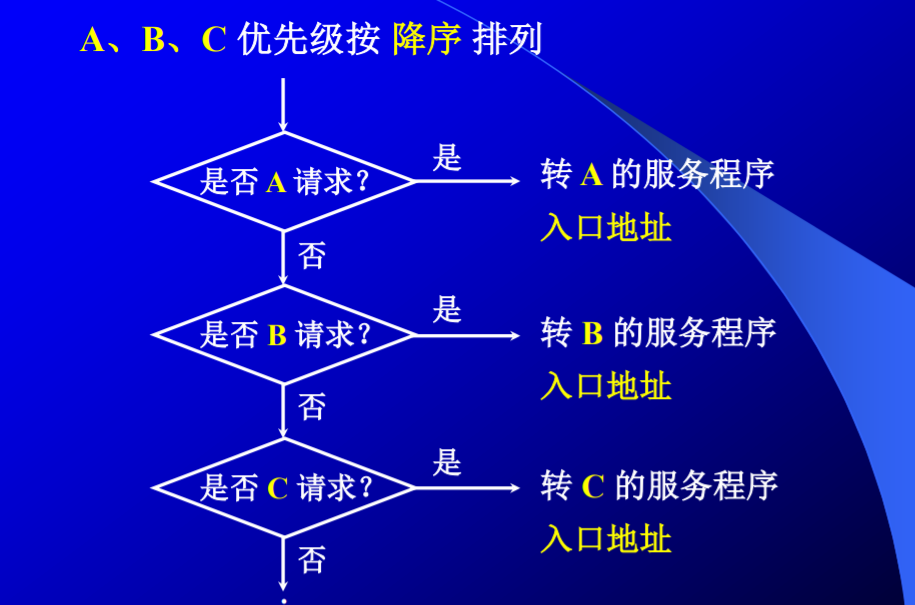 A、B、C 优先级按 降序 排列
是否 A 请求？
是
转 A 的服务程序
入口地址
否
是否 B 请求？
是
转 B 的服务程序
入口地址
否
是否 C 请求？
是
转 C 的服务程序
入口地址
否